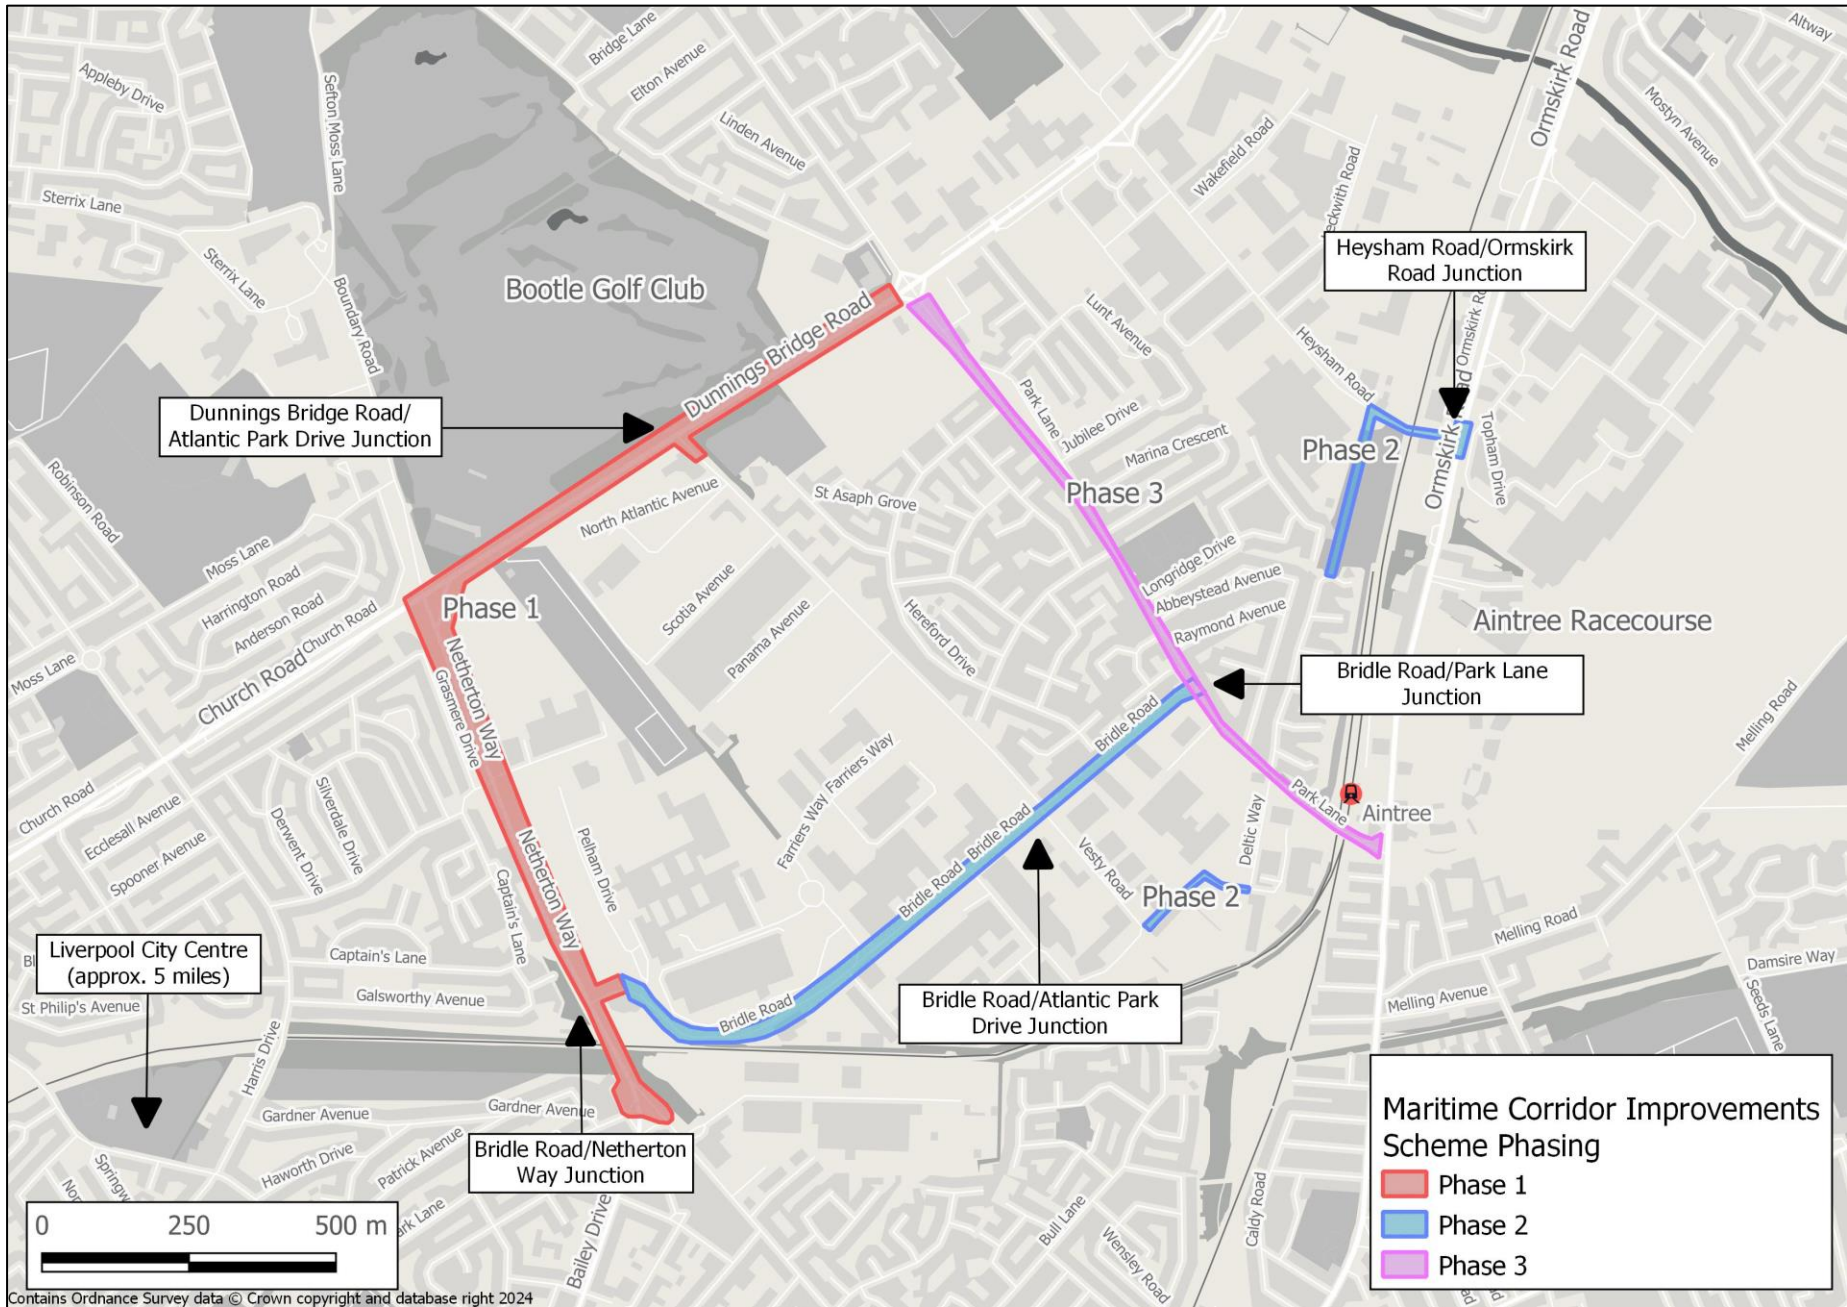 Appleby Drive
Sefton Moss Lane
Bridge Lane
Elton Avenue
Linden Avenue
Altway
Ormskirk Road
Mostyn Avenue
Wakefield Road
Sterrix Lane
Sterrix Lane
Boundary Road
Bootle Golf Club
Heysham Road/Ormskirk
Road Junction
Ormskirk
Lunt Avenue
Heysham Road
Dunnings Bridge Road
Dunnings Bridge Road/
Atlantic Park Drive Junction
Park Lane
Jubilee Drive
Marina Crescent
Phase 2
Ormskirk
Topham Drive
Robinson Road
North Atlantic Avenue
St Asaph Grove
Phase 3
Moss Lane
Harrington Road
Anderson Road
Church Road
Longridge Drive
Abbeystead Avenue
Raymond Avenue
Phase 1
Scotia Avenue
Panama Avenue
Hereford Drive
Aintree Racecourse
Moss Lane
Church Road
Netherton Way
Grasmere Drive
Bridle Road/Park Lane
Junction
Melling Road
Bridle Road
Farriers Way
Farriers Way
Church Road
Ecclesall Avenue
Spooner Avenue
Derwent Drive
Silverdale Drive
Park Lane
Aintree
Bridle Road
Bridle Road
Netherton Way
Pelham Drive
Captain's Lane
Deltic Way
Vesty Road
Phase 2
Melling Road
Liverpool City Centre
(approx. 5 miles)
Captain's Lane
Galsworthy Avenue
St Philip's Avenue
Bridle Road
Bridle Road/Atlantic Park
Drive Junction
Damsire Way
Melling Avenue
Seeds Lane
Harris Drive
Gardner Avenue
Gardner Avenue
Haworth Drive
Patrick Avenue
Bridle Road/Netherton
Way Junction
Bailey Drive
Bull Lane
Wensley Road
Caldy Road
Maritime Corridor Improvements
Scheme Phasing
Phase 1
Phase 2
Phase 3
0 250 500 m
Contains Ordnance Survey data © Crown copyright and database right 2024